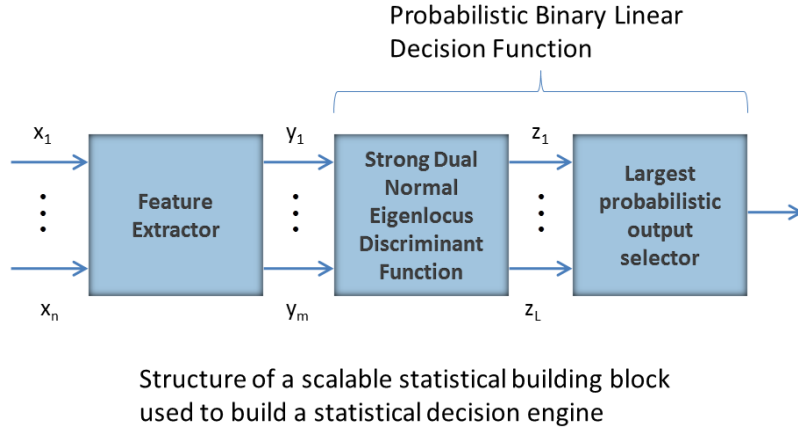 Probabilistic Binary Linear
Decision Function
x1
y1
z1
Feature
Extractor
Strong Dual
Normal
Eigenlocus
Discriminant
Function
Largest
probabilistic
output
selector
xn
ym
zL
Structure of a scalable statistical building block
used to build a statistical decision engine